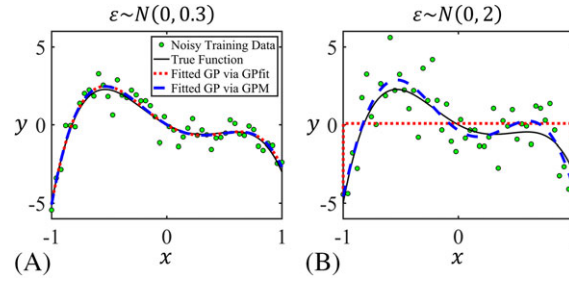 ε~N(0, 0.3)
ε~N(0, 2)
Noisy Training Data
True Function
Fitted GP via GPfit
Fitted GP via GPM
5
y 0
-5
-1 0 1
(A) x
5
y 0
-5
-1 0 1
(B) x